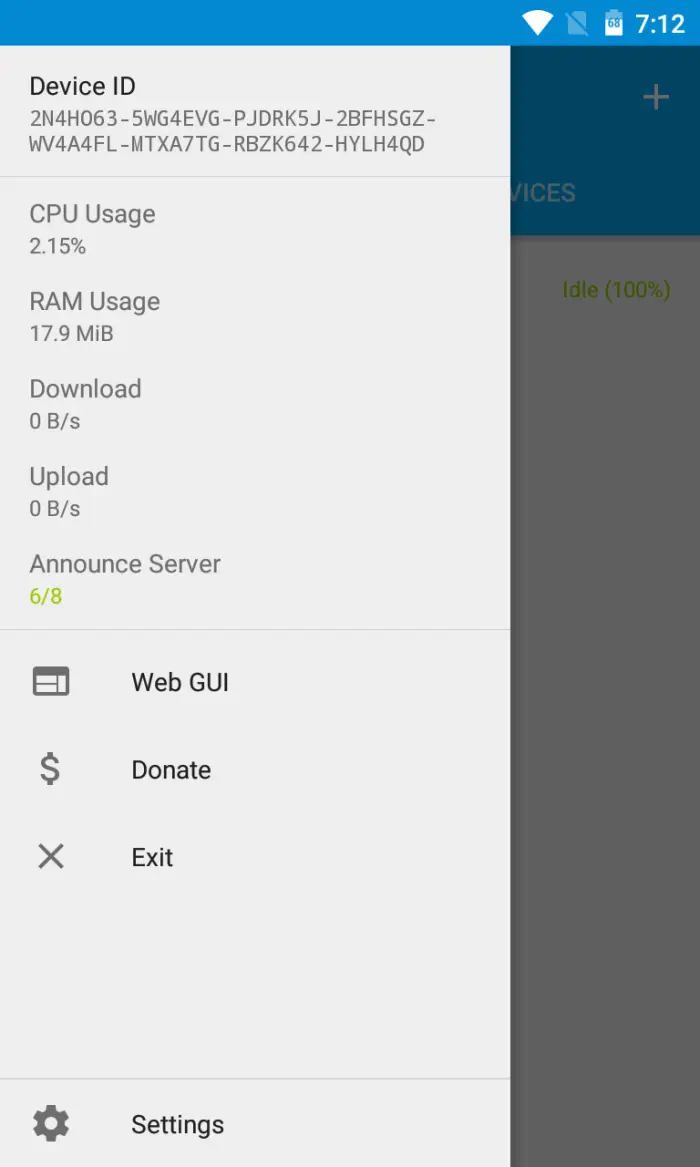 68 7:12
Device ID
2N4HO63-5WG4EVG-PJDRK5J-2BFHSGZ-
WV4A4FL-MTXA7TG-RBZK642-HYLH4QD
VICES
CPU Usage
2.15%
Idle (100%)
RAM Usage
17.9 MiB
Download
0 B/s
Upload
0 B/s
Announce Server
6/8
Web GUI
Donate
Exit
Settings